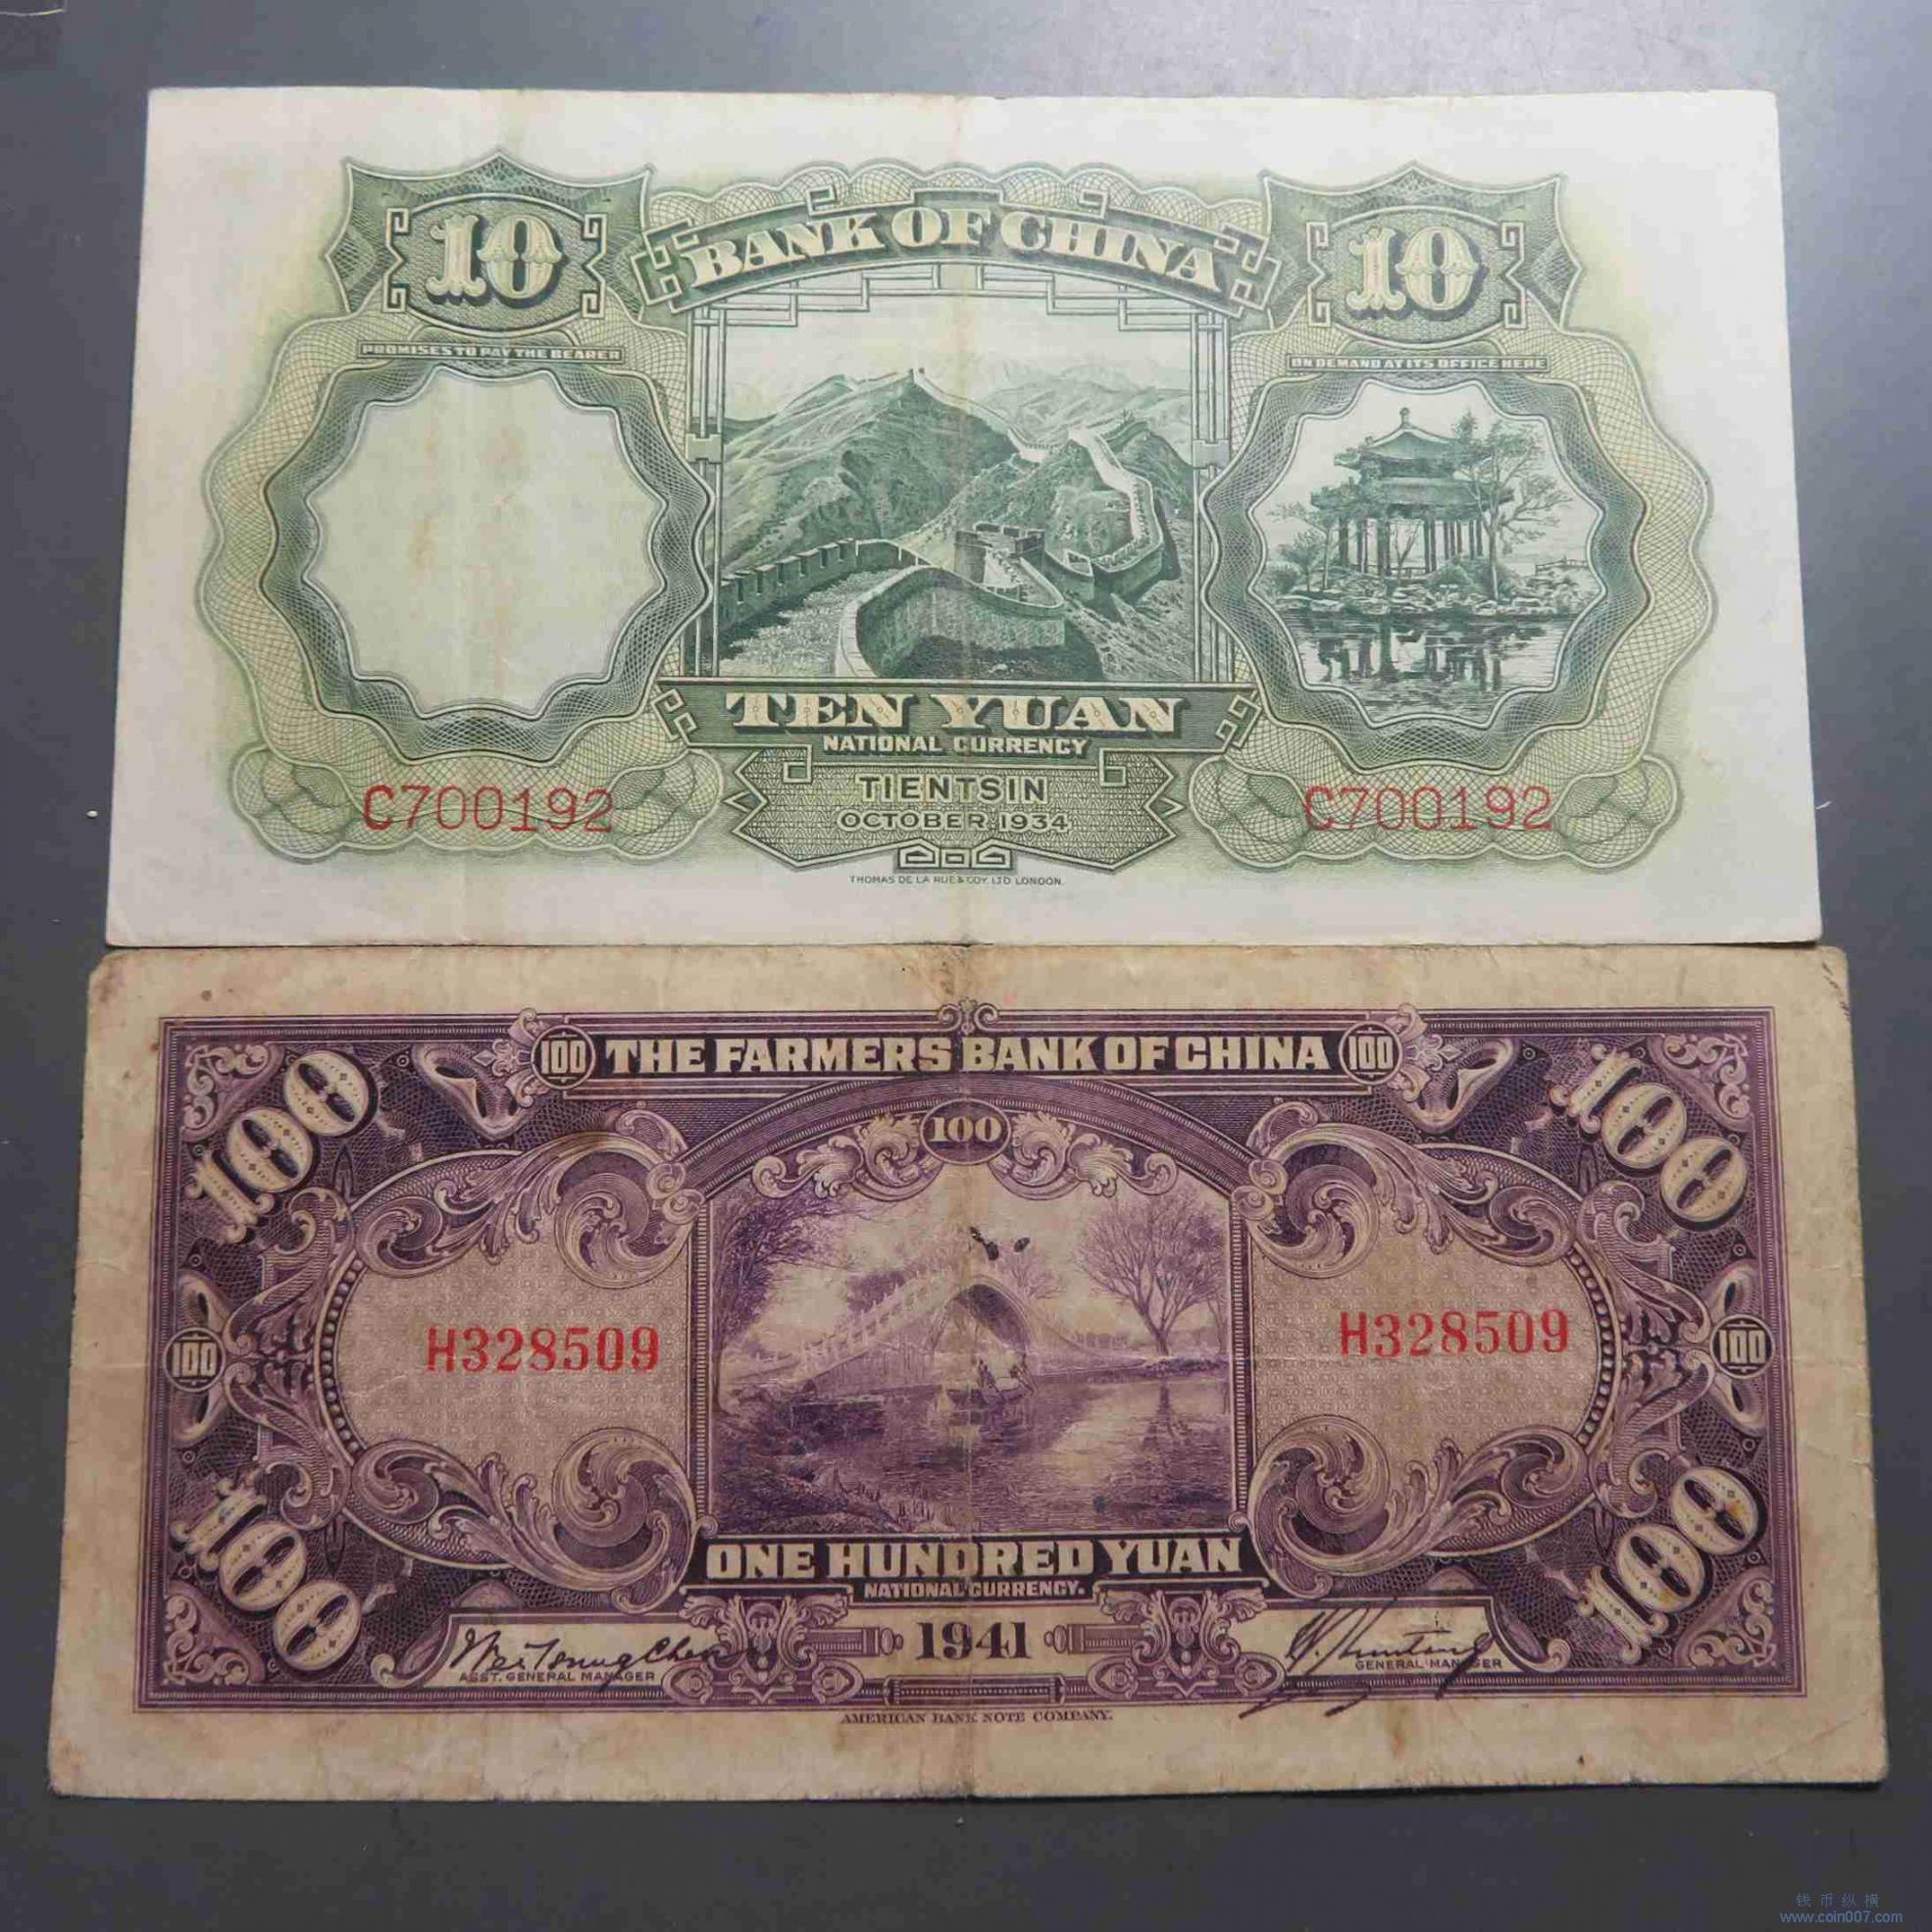 10
BANK OF CHINA
10
PROMISES TO PAY THE BEARER
ON DEMAND AT ITS OFFICE HERE
TEN YUAN
NATIONAL CURRENCY
TIENTSIN
C700192
OCTOBER 1934
C700192
THOMAS DE LA RUE & COY. LTD. LONDON.
100 THE FARMERS BANK OF CHINA 100
100
100
100
H328509
H328509
100
100
ONE HUNDRED YUAN
NATIONAL CURRENCY.
100
100
1941
ASST. GENERAL MANAGER
GENERAL MANAGER
AMERICAN BANK NOTE COMPANY.
钱币纵横
www.coin007.com